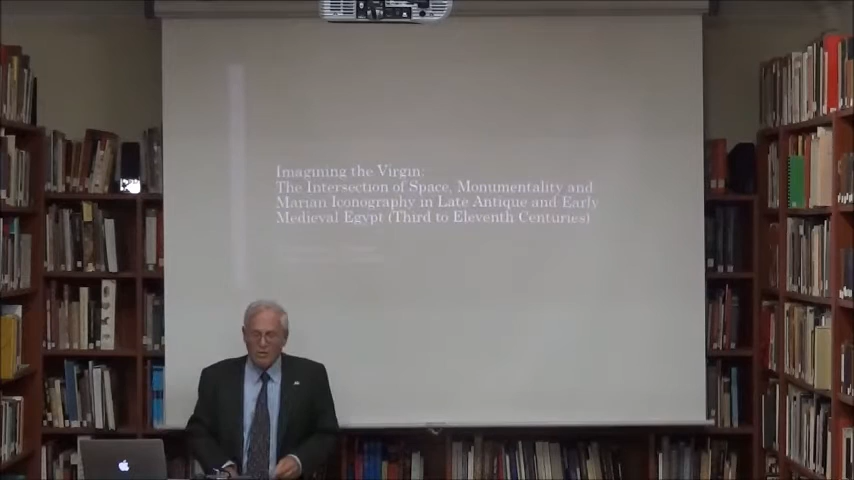 Imagining the Virgin:
The Intersection of Space, Monumentality and
Marian Iconography in Late Antique and Early
Medieval Egypt (Third to Eleventh Centuries)